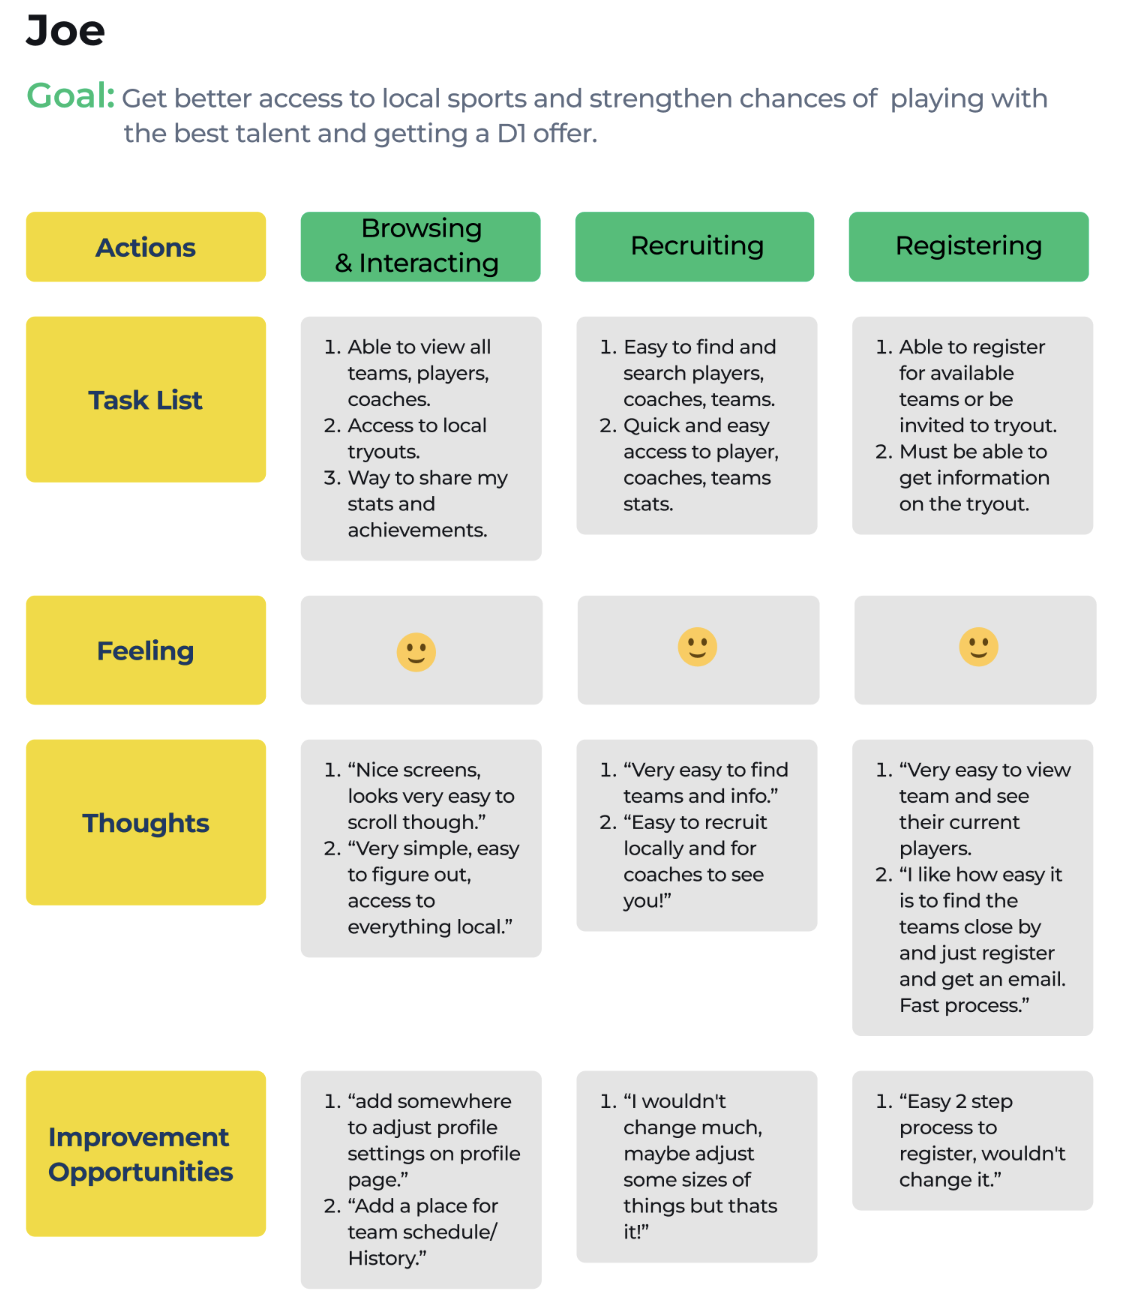 Joe
Goal: Get better access to local sports and strengthen chances of playing with
the best talent and getting a D1 offer.
Actions
Browsing
& Interacting
Recruiting
Registering
Task List
1. Able to view all
teams, players,
coaches.
2. Access to local
tryouts.
3. Way to share my
stats and
achievements.
1. Easy to find and
search players,
coaches, teams.
2. Quick and easy
access to player,
coaches, teams
stats.
1. Able to register
for available
teams or be
invited to tryout.
2. Must be able to
get information
on the tryout.
Feeling
Thoughts
1. “Nice screens,
looks very easy to
scroll though.”
2. “Very simple, easy
to figure out,
access to
everything local.”
1. “Very easy to find
teams and info.”
2. “Easy to recruit
locally and for
coaches to see
you!”
1. “Very easy to view
team and see
their current
players.
2. “I like how easy it
is to find the
teams close by
and just register
and get an email.
Fast process.”
Improvement
Opportunities
1. “add somewhere
to adjust profile
settings on profile
page.”
2. “Add a place for
team schedule/
History.”
1. “I wouldn't
change much,
maybe adjust
some sizes of
things but thats
it!”
1. “Easy 2 step
process to
register, wouldn't
change it.”